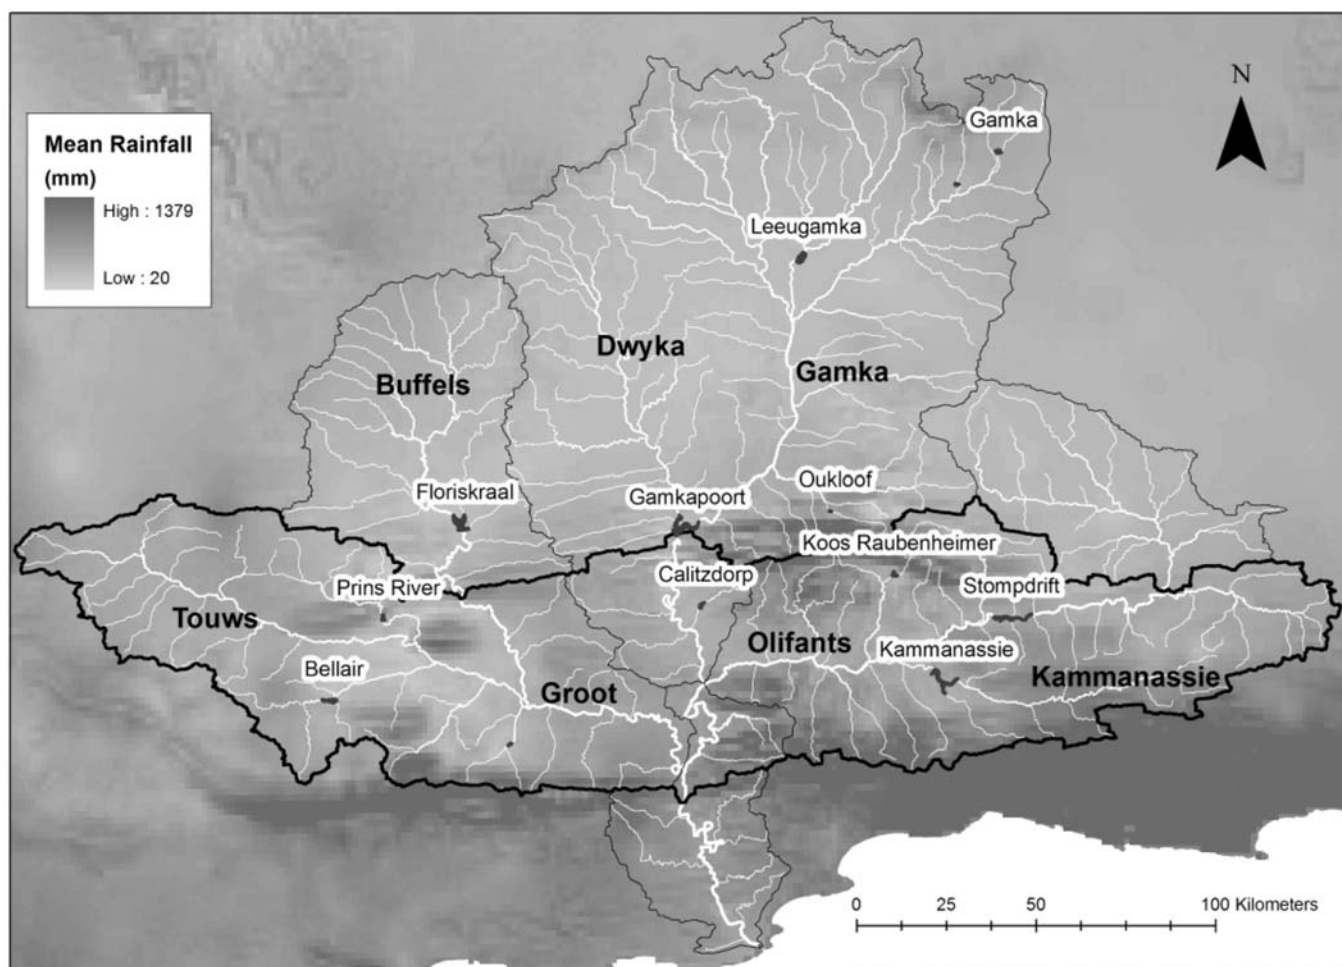 N
Gamka
Mean Rainfall
(mm)
High : 1379
Low : 20
Leeugamka
Dwyka
Gamka
Buffels
Floriskraal
Gamkapoort
Oukloof
Koos Raubenheimer
Prins River
Calitzdorp
Stompdrift
Touws
Olifants
Kammanassie
Bellair
Groot
Kammanassie
0
25
50
100 Kilometers